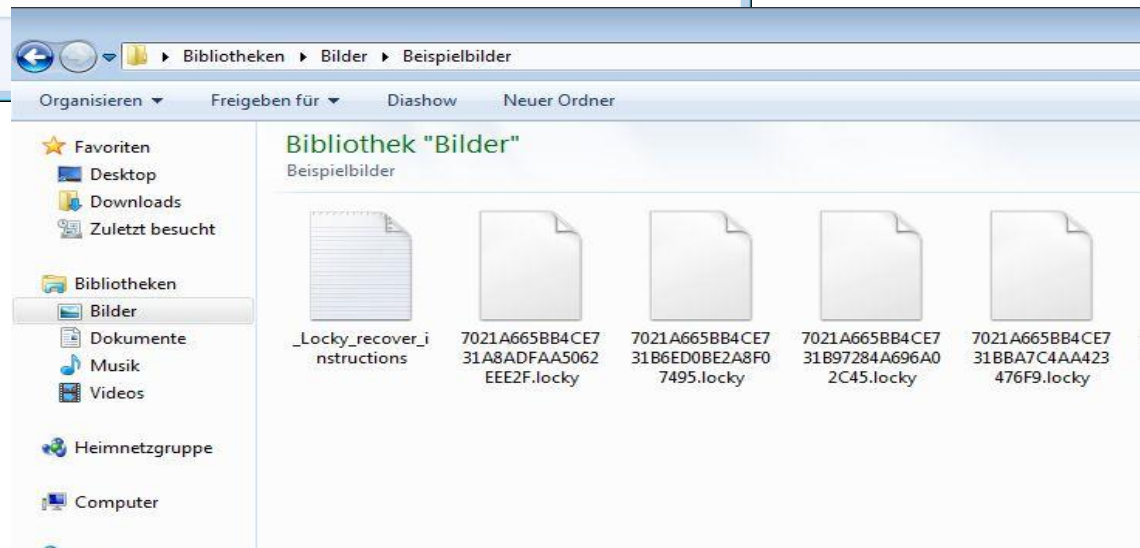 Bibliotheken ▸ Bilder ▸ Beispielbilder
Organisieren Freigeben für Diashow Neuer Ordner
Favoriten
Desktop
Downloads
Zuletzt besucht
Bibliotheken
Bilder
Dokumente
Musik
Videos
Heimnetzgruppe
Computer
Bibliothek "Bilder"
Beispielbilder
_Locky_recover_i
nstructions
7021A665BB4CE7
31A8ADFAA5062
EEE2F.locky
7021A665BB4CE7
31B6ED0BE2A8F0
7495.locky
7021A665BB4CE7
31B97284A696A0
2C45.locky
7021A665BB4CE7
31BBA7C4AA423
476F9.locky